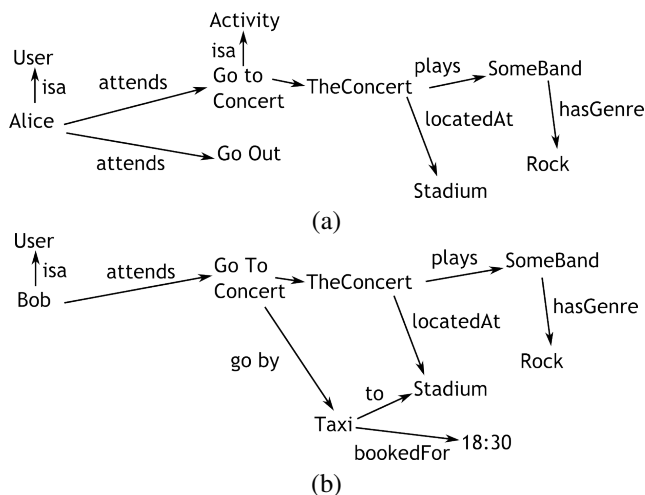 Activity
User
isa
isa
attends
Go to
Concert
TheConcert
plays
SomeBand
Alice
locatedAt
hasGenre
attends
Go Out
Rock
Stadium
(a)
User
isa
attends
Go To
Concert
TheConcert
plays
SomeBand
Bob
locatedAt
hasGenre
go by
Rock
to
Stadium
Taxi
18:30
bookedFor
(b)